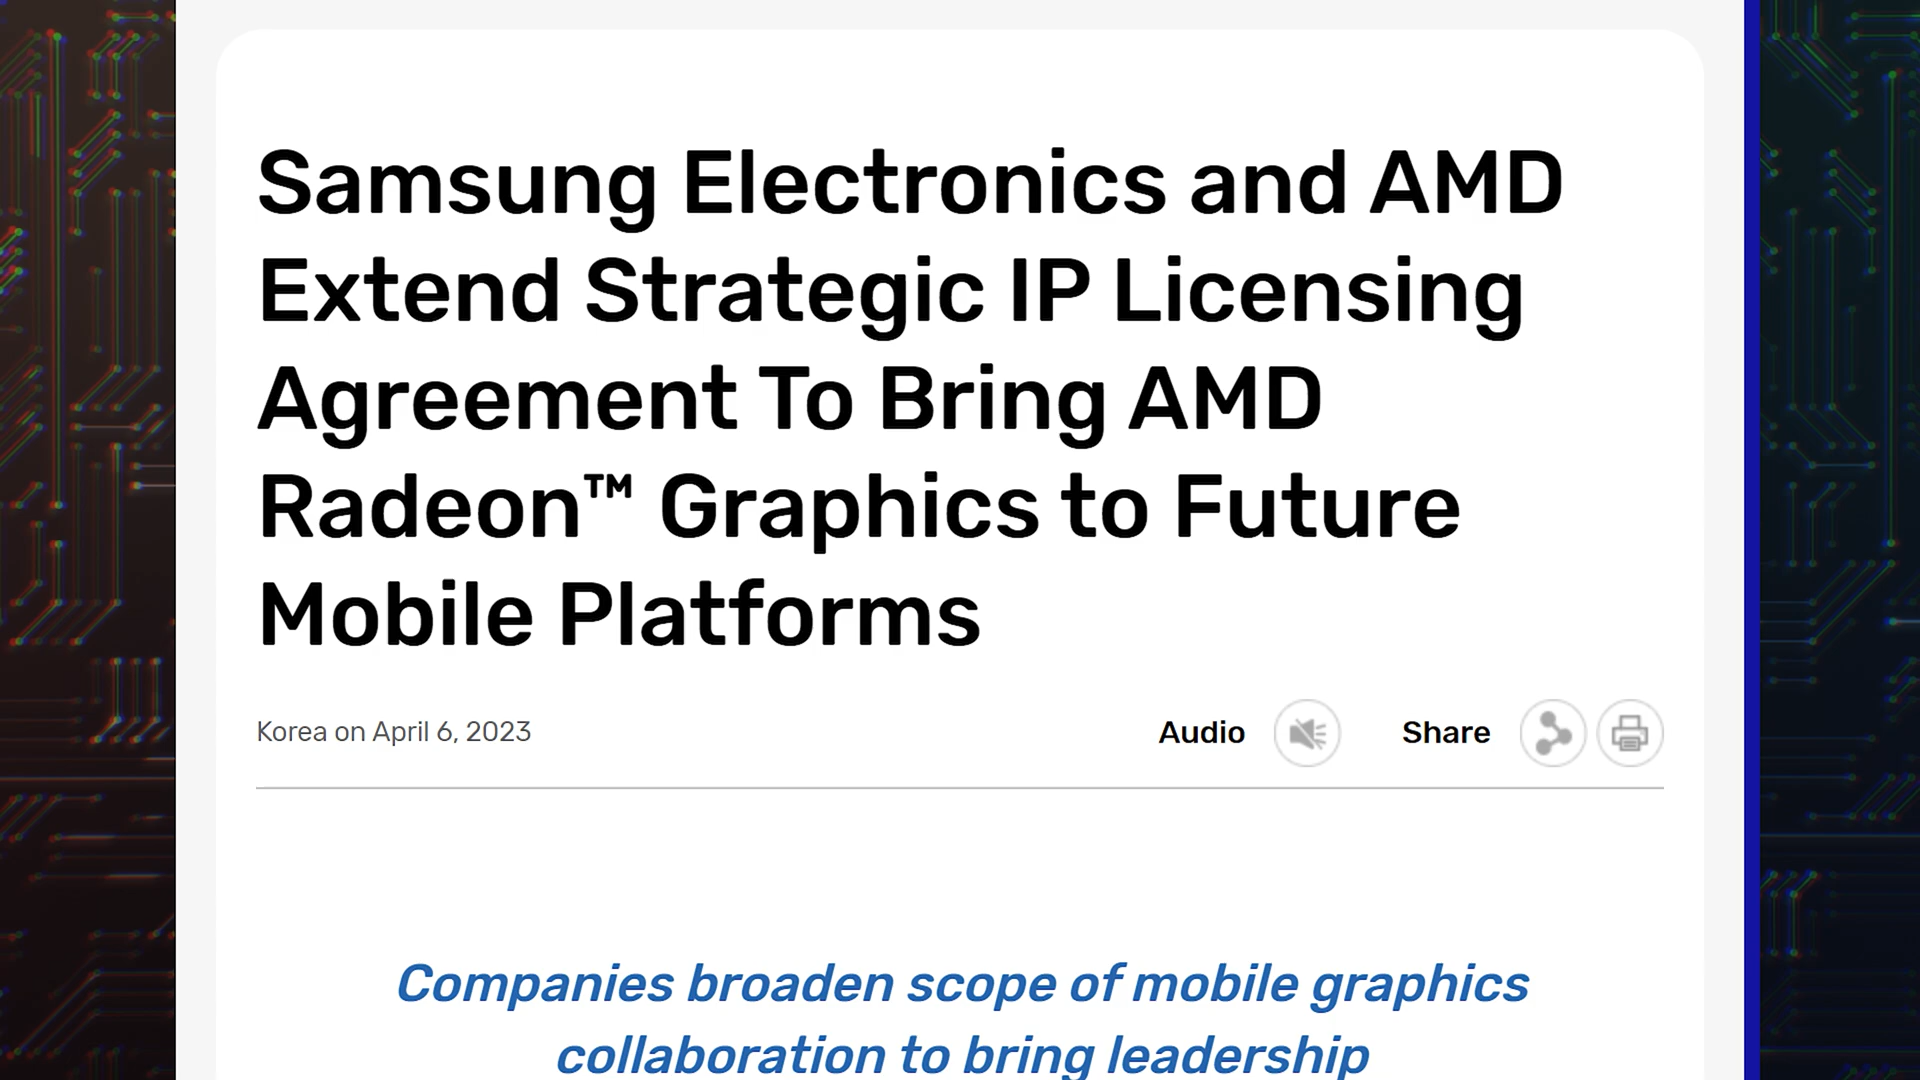 Samsung Electronics and AMD
Extend Strategic IP Licensing
Agreement To Bring AMD
Radeon™ Graphics to Future
Mobile Platforms
Korea on April 6, 2023
Audio
Share
Companies broaden scope of mobile graphics
collaboration to bring leadership